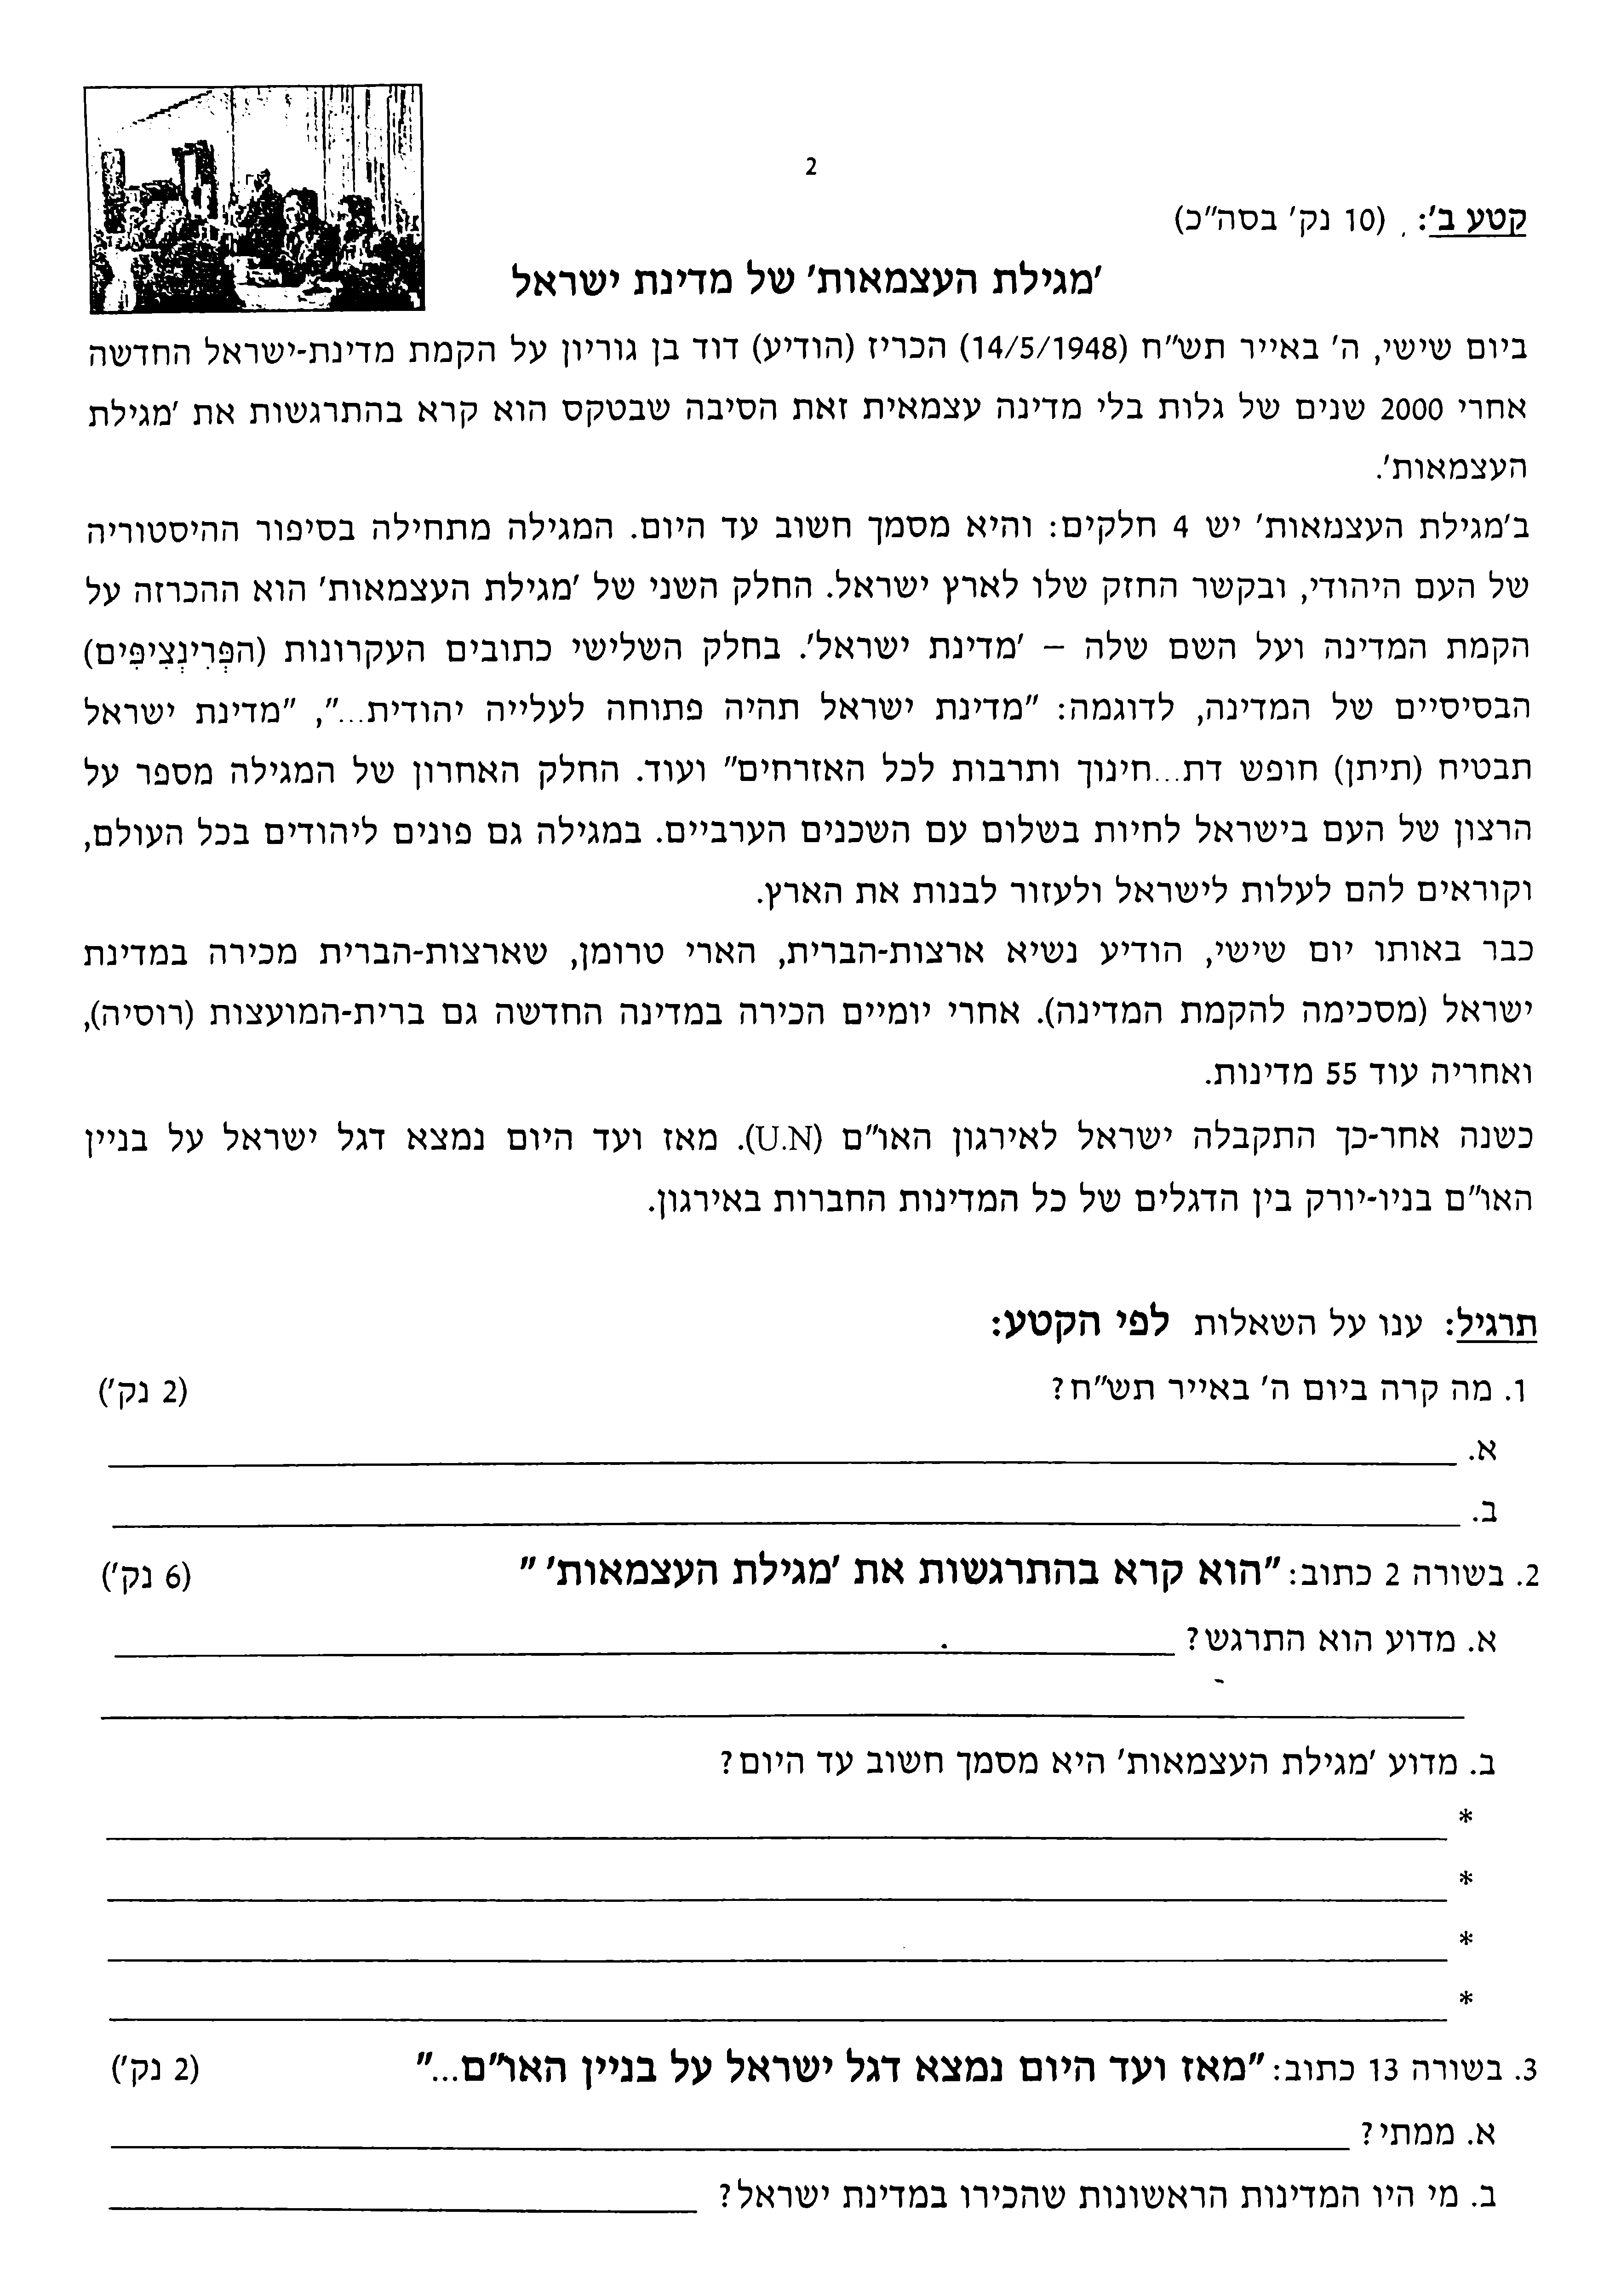 2
קטע ב': (10 נק' בסה"כ)
'מגילת העצמאות' של מדינת ישראל
ביום שישי, ה' באייר תש"ח (14/5/1948) הכריז (הודיע) דוד בן גוריון על הקמת מדינת-ישראל החדשה
אחרי 2000 שנים של גלות בלי מדינה עצמאית זאת הסיבה שבטקס הוא קרא בהתרגשות את 'מגילת
העצמאות'.
ב'מגילת העצמאות' יש 4 חלקים: והיא מסמך חשוב עד היום. המגילה מתחילה בסיפור ההיסטוריה
של העם היהודי, ובקשר החזק שלו לארץ ישראל. החלק השני של 'מגילת העצמאות' הוא ההכרזה על
הקמת המדינה ועל השם שלה – 'מדינת ישראל'. בחלק השלישי כתובים העקרונות (הפְּרִינְצִיפִּים)
הבסיסיים של המדינה, לדוגמה: "מדינת ישראל תהיה פתוחה לעלייה יהודית...", "מדינת ישראל
תבטיח (תיתן) חופש דת...חינוך ותרבות לכל האזרחים" ועוד. החלק האחרון של המגילה מספר על
הרצון של העם בישראל לחיות בשלום עם השכנים הערביים. במגילה גם פונים ליהודים בכל העולם,
וקוראים להם לעלות לישראל ולעזור לבנות את הארץ.
כבר באותו יום שישי, הודיע נשיא ארצות-הברית, הארי טרומן, שארצות-הברית מכירה במדינת
ישראל (מסכימה להקמת המדינה). אחרי יומיים הכירה במדינה החדשה גם ברית-המועצות (רוסיה),
ואחריה עוד 55 מדינות.
כשנה אחר-כך התקבלה ישראל לאירגון האו"ם (U.N). מאז ועד היום נמצא דגל ישראל על בניין
האו"ם בניו-יורק בין הדגלים של כל המדינות החברות באירגון.
תרגיל: ענו על השאלות לפי הקטע:
1. מה קרה ביום ה' באייר תש"ח? (2 נק')
א.
ב.
2. בשורה 2 כתוב: "הוא קרא בהתרגשות את 'מגילת העצמאות' " (6 נק')
א. מדוע הוא התרגש?
ב. מדוע 'מגילת העצמאות' היא מסמך חשוב עד היום?
*
*
*
*
3. בשורה 13 כתוב: "מאז ועד היום נמצא דגל ישראל על בניין האו"ם..." (2 נק')
א. ממתי?
ב. מי היו המדינות הראשונות שהכירו במדינת ישראל?